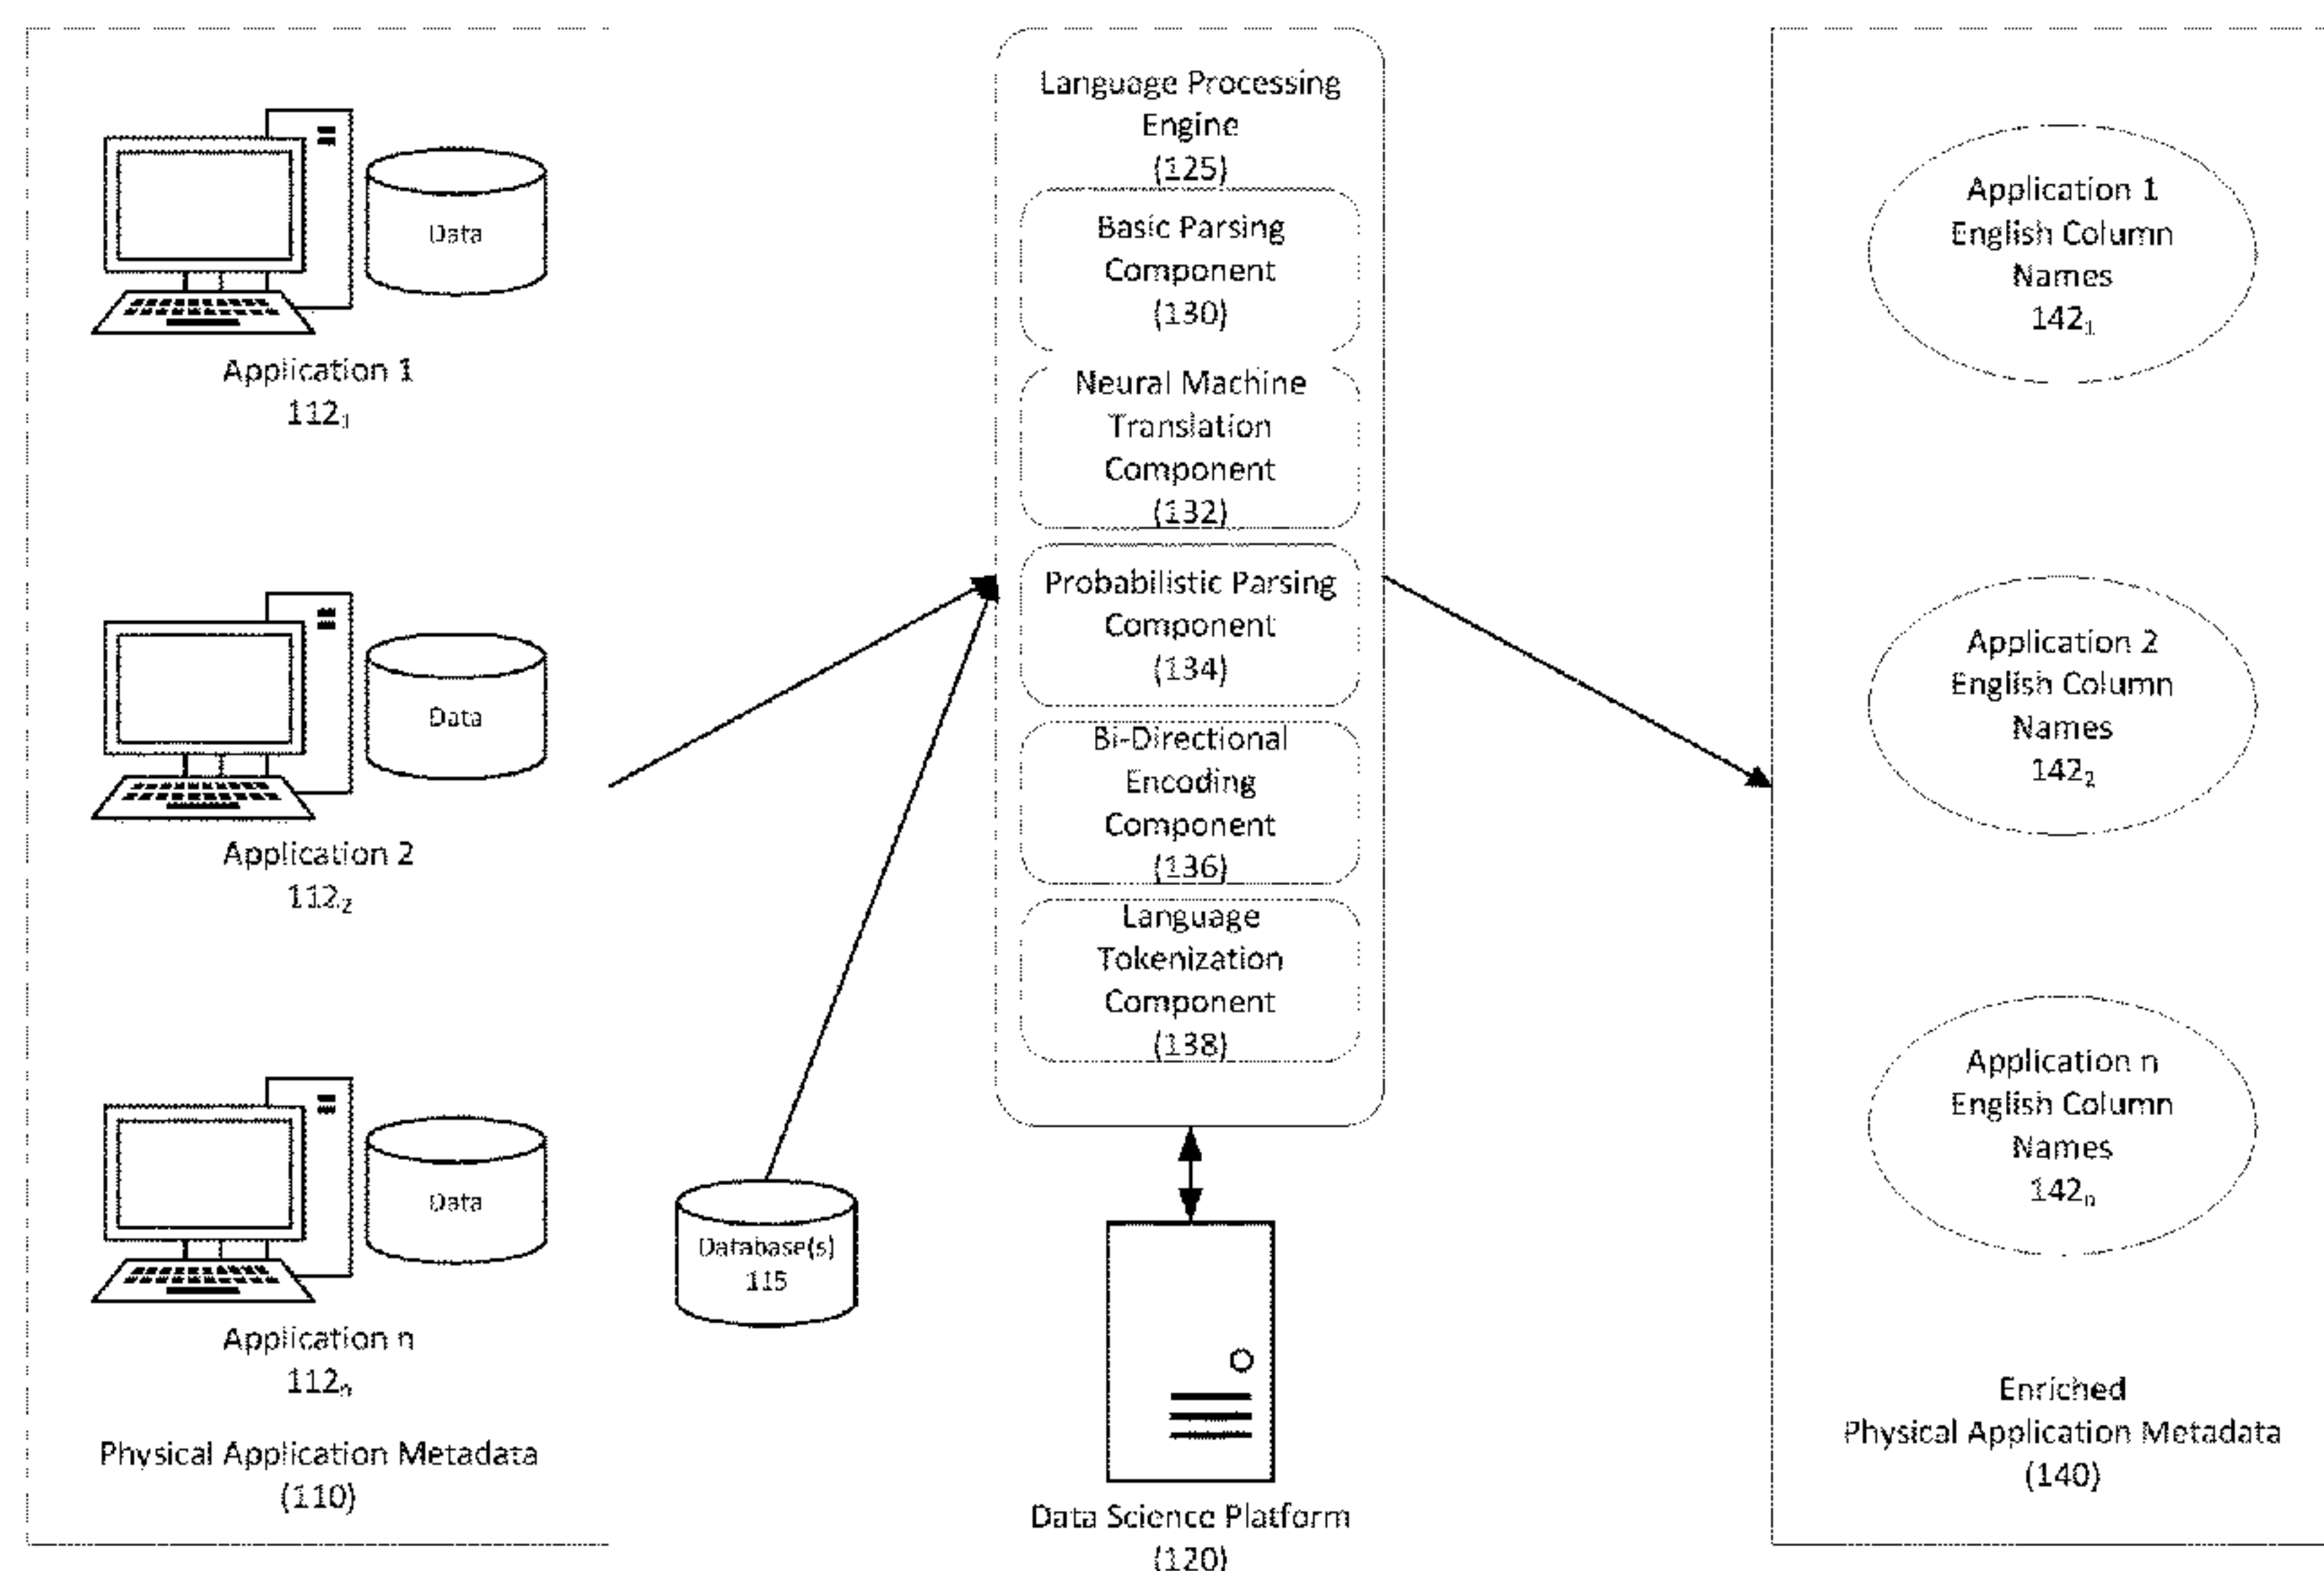 Data
Application 1
112₁
Data
Application 2
112₂
Data
Application n
112ₙ
Physical Application Metadata
(110)
Database(s)
115
Language Processing
Engine
(125)
Basic Parsing
Component
(130)
Neural Machine
Translation
Component
(132)
Probabilistic Parsing
Component
(134)
Bi-Directional
Encoding
Component
(136)
Language
Tokenization
Component
(138)
Data Science Platform
(120)
Application 1
English Column
Names
142₁
Application 2
English Column
Names
142₂
Application n
English Column
Names
142ₙ
Enriched
Physical Application Metadata
(140)